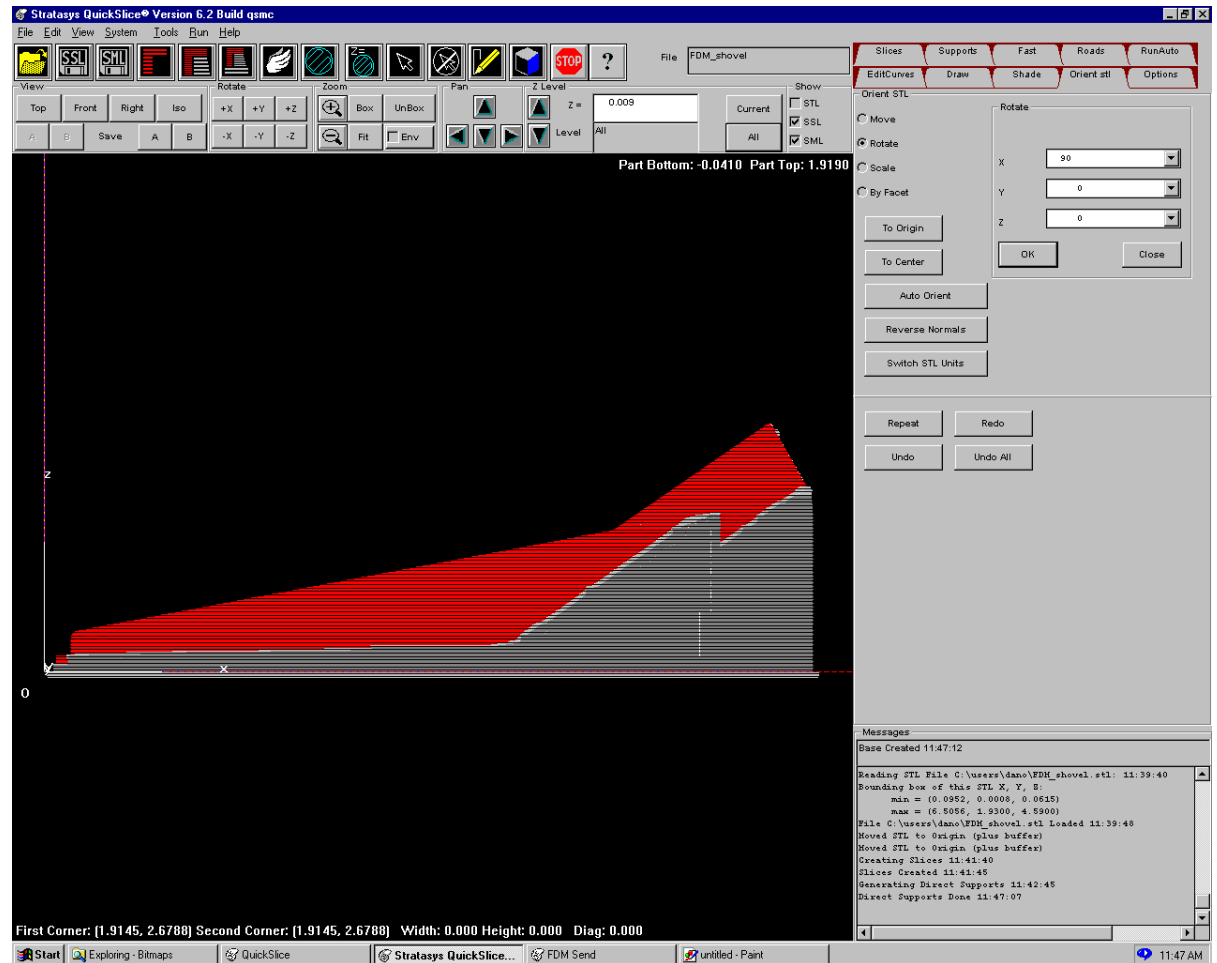 Stratasys QuickSlice® Version 6.2 Build qsmc
File Edit View System Tools Run Help
SSL SML Z= STOP ? File FDM_shovel
View Rotate Zoom Pan Z Level Show
Top Front Right Iso +X +Y +Z Box UnBox Z = 0.009 Current STL
SSL
A B Save A B -X -Y -Z Fit Env Level All All SML
Part Bottom: -0.0410 Part Top: 1.9190
Slices Supports Fast Roads RunAuto
EditCurves Draw Shade Orient stl Options
Orient STL
Move
Rotate
Scale
By Facet
Rotate
X 90
Y 0
Z 0
OK Close
To Origin
To Center
Auto Orient
Reverse Normals
Switch STL Units
Repeat Redo
Undo Undo All
z
Y
x
0
Messages
Base Created 11:47:12
Reading STL File C:\users\dano\FDM_shovel.stl: 11:39:40
Bounding box of this STL X, Y, Z:
min = (0.0952, 0.0008, 0.0615)
max = (6.5056, 1.9300, 4.5900)
File C:\users\dano\FDM_shovel.stl Loaded 11:39:48
Moved STL to Origin (plus buffer)
Moved STL to Origin (plus buffer)
Creating Slices 11:41:40
Slices Created 11:41:45
Generating Direct Supports 11:42:45
Direct Supports Done 11:47:07
First Corner: (1.9145, 2.6788) Second Corner: (1.9145, 2.6788) Width: 0.000 Height: 0.000 Diag: 0.000
Start Exploring - Bitmaps QuickSlice Stratasys QuickSlice... FDM Send untitled - Paint 11:47 AM